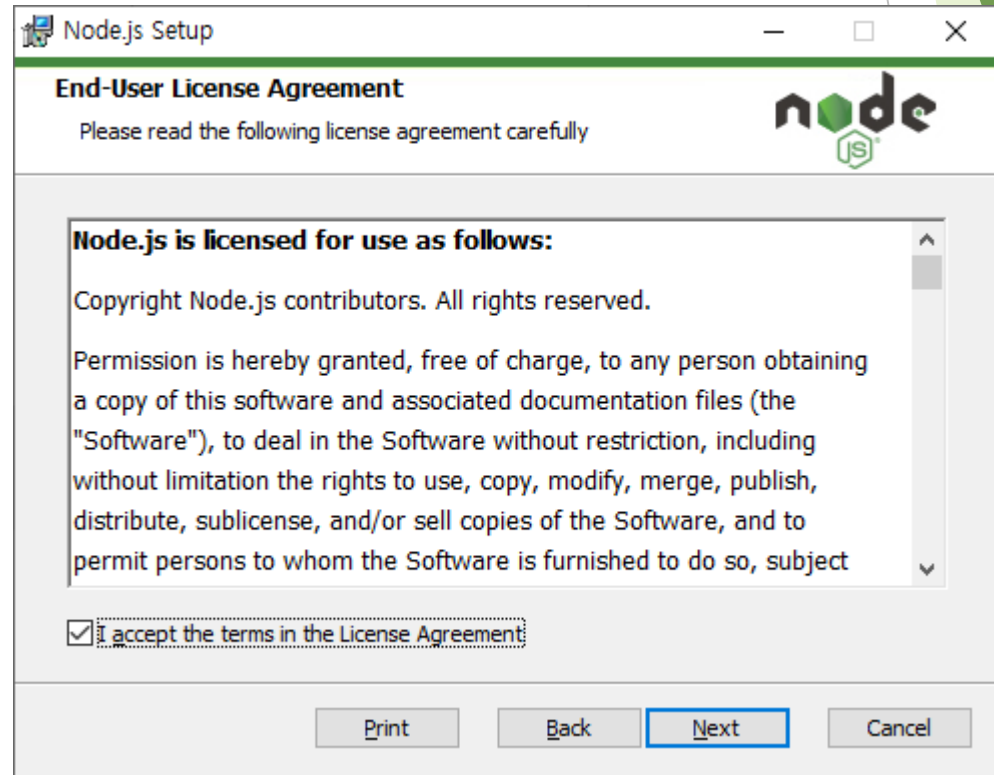 Node.js Setup
End-User License Agreement
Please read the following license agreement carefully
node
JS
Node.js is licensed for use as follows:
Copyright Node.js contributors. All rights reserved.
Permission is hereby granted, free of charge, to any person obtaining
a copy of this software and associated documentation files (the
"Software"), to deal in the Software without restriction, including
without limitation the rights to use, copy, modify, merge, publish,
distribute, sublicense, and/or sell copies of the Software, and to
permit persons to whom the Software is furnished to do so, subject
I accept the terms in the License Agreement
Print Back Next Cancel